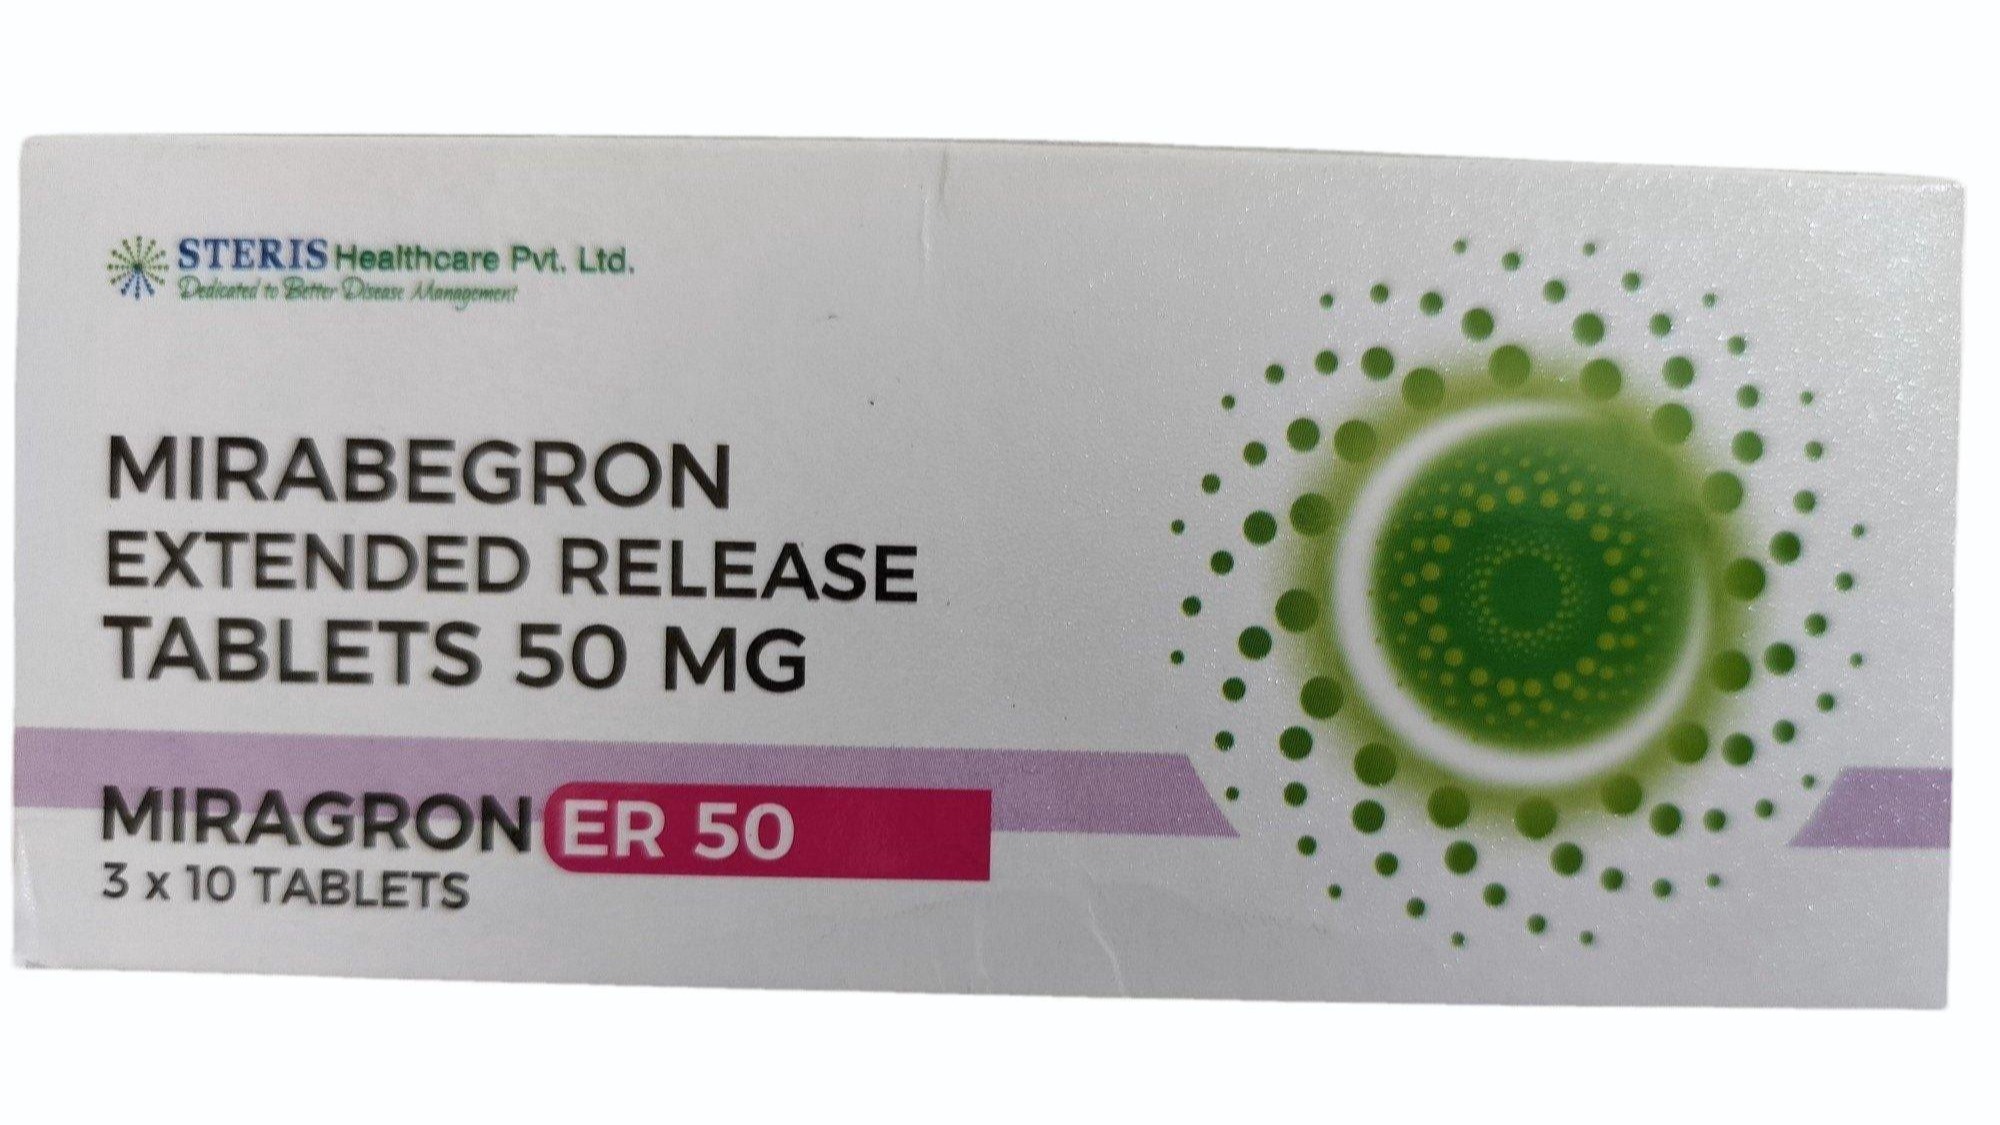 STERIS Healthcare Pvt. Ltd.
Dedicated to Better Disease Management
MIRABEGRON
EXTENDED RELEASE
TABLETS 50 MG
MIRAGRON ER 50
3 x 10 TABLETS